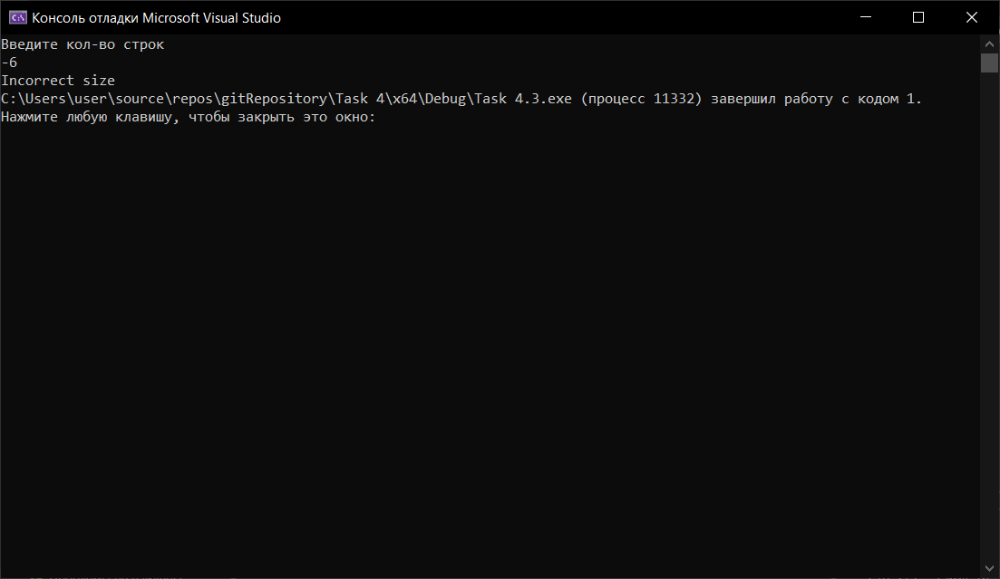 Консоль отладки Microsoft Visual Studio
Введите кол-во строк
-6
Incorrect size
C:\Users\user\source\repos\gitRepository\Task 4\x64\Debug\Task 4.3.exe (процесс 11332) завершил работу с кодом 1.
Нажмите любую клавишу, чтобы закрыть это окно: